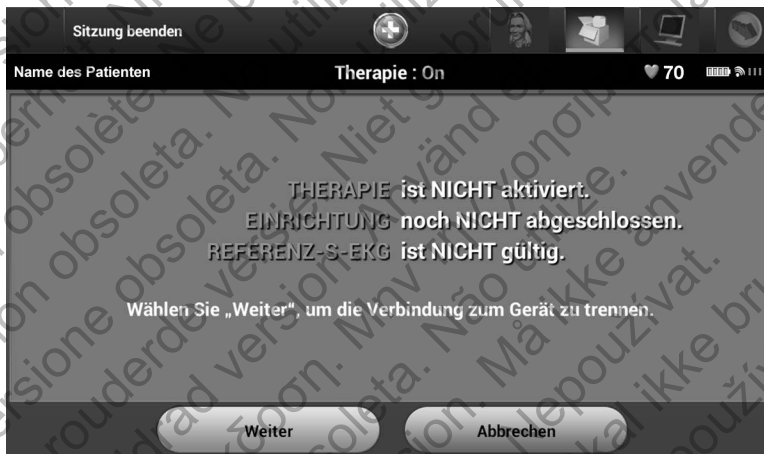 Sitzung beenden
Name des Patienten
Therapie : On
70
THERAPIE ist NICHT aktiviert.
EINRICHTUNG noch NICHT abgeschlossen.
REFERENZ-S-EKG ist NICHT gültig.
Wählen Sie „Weiter“, um die Verbindung zum Gerät zu trennen.
Weiter
Abbrechen